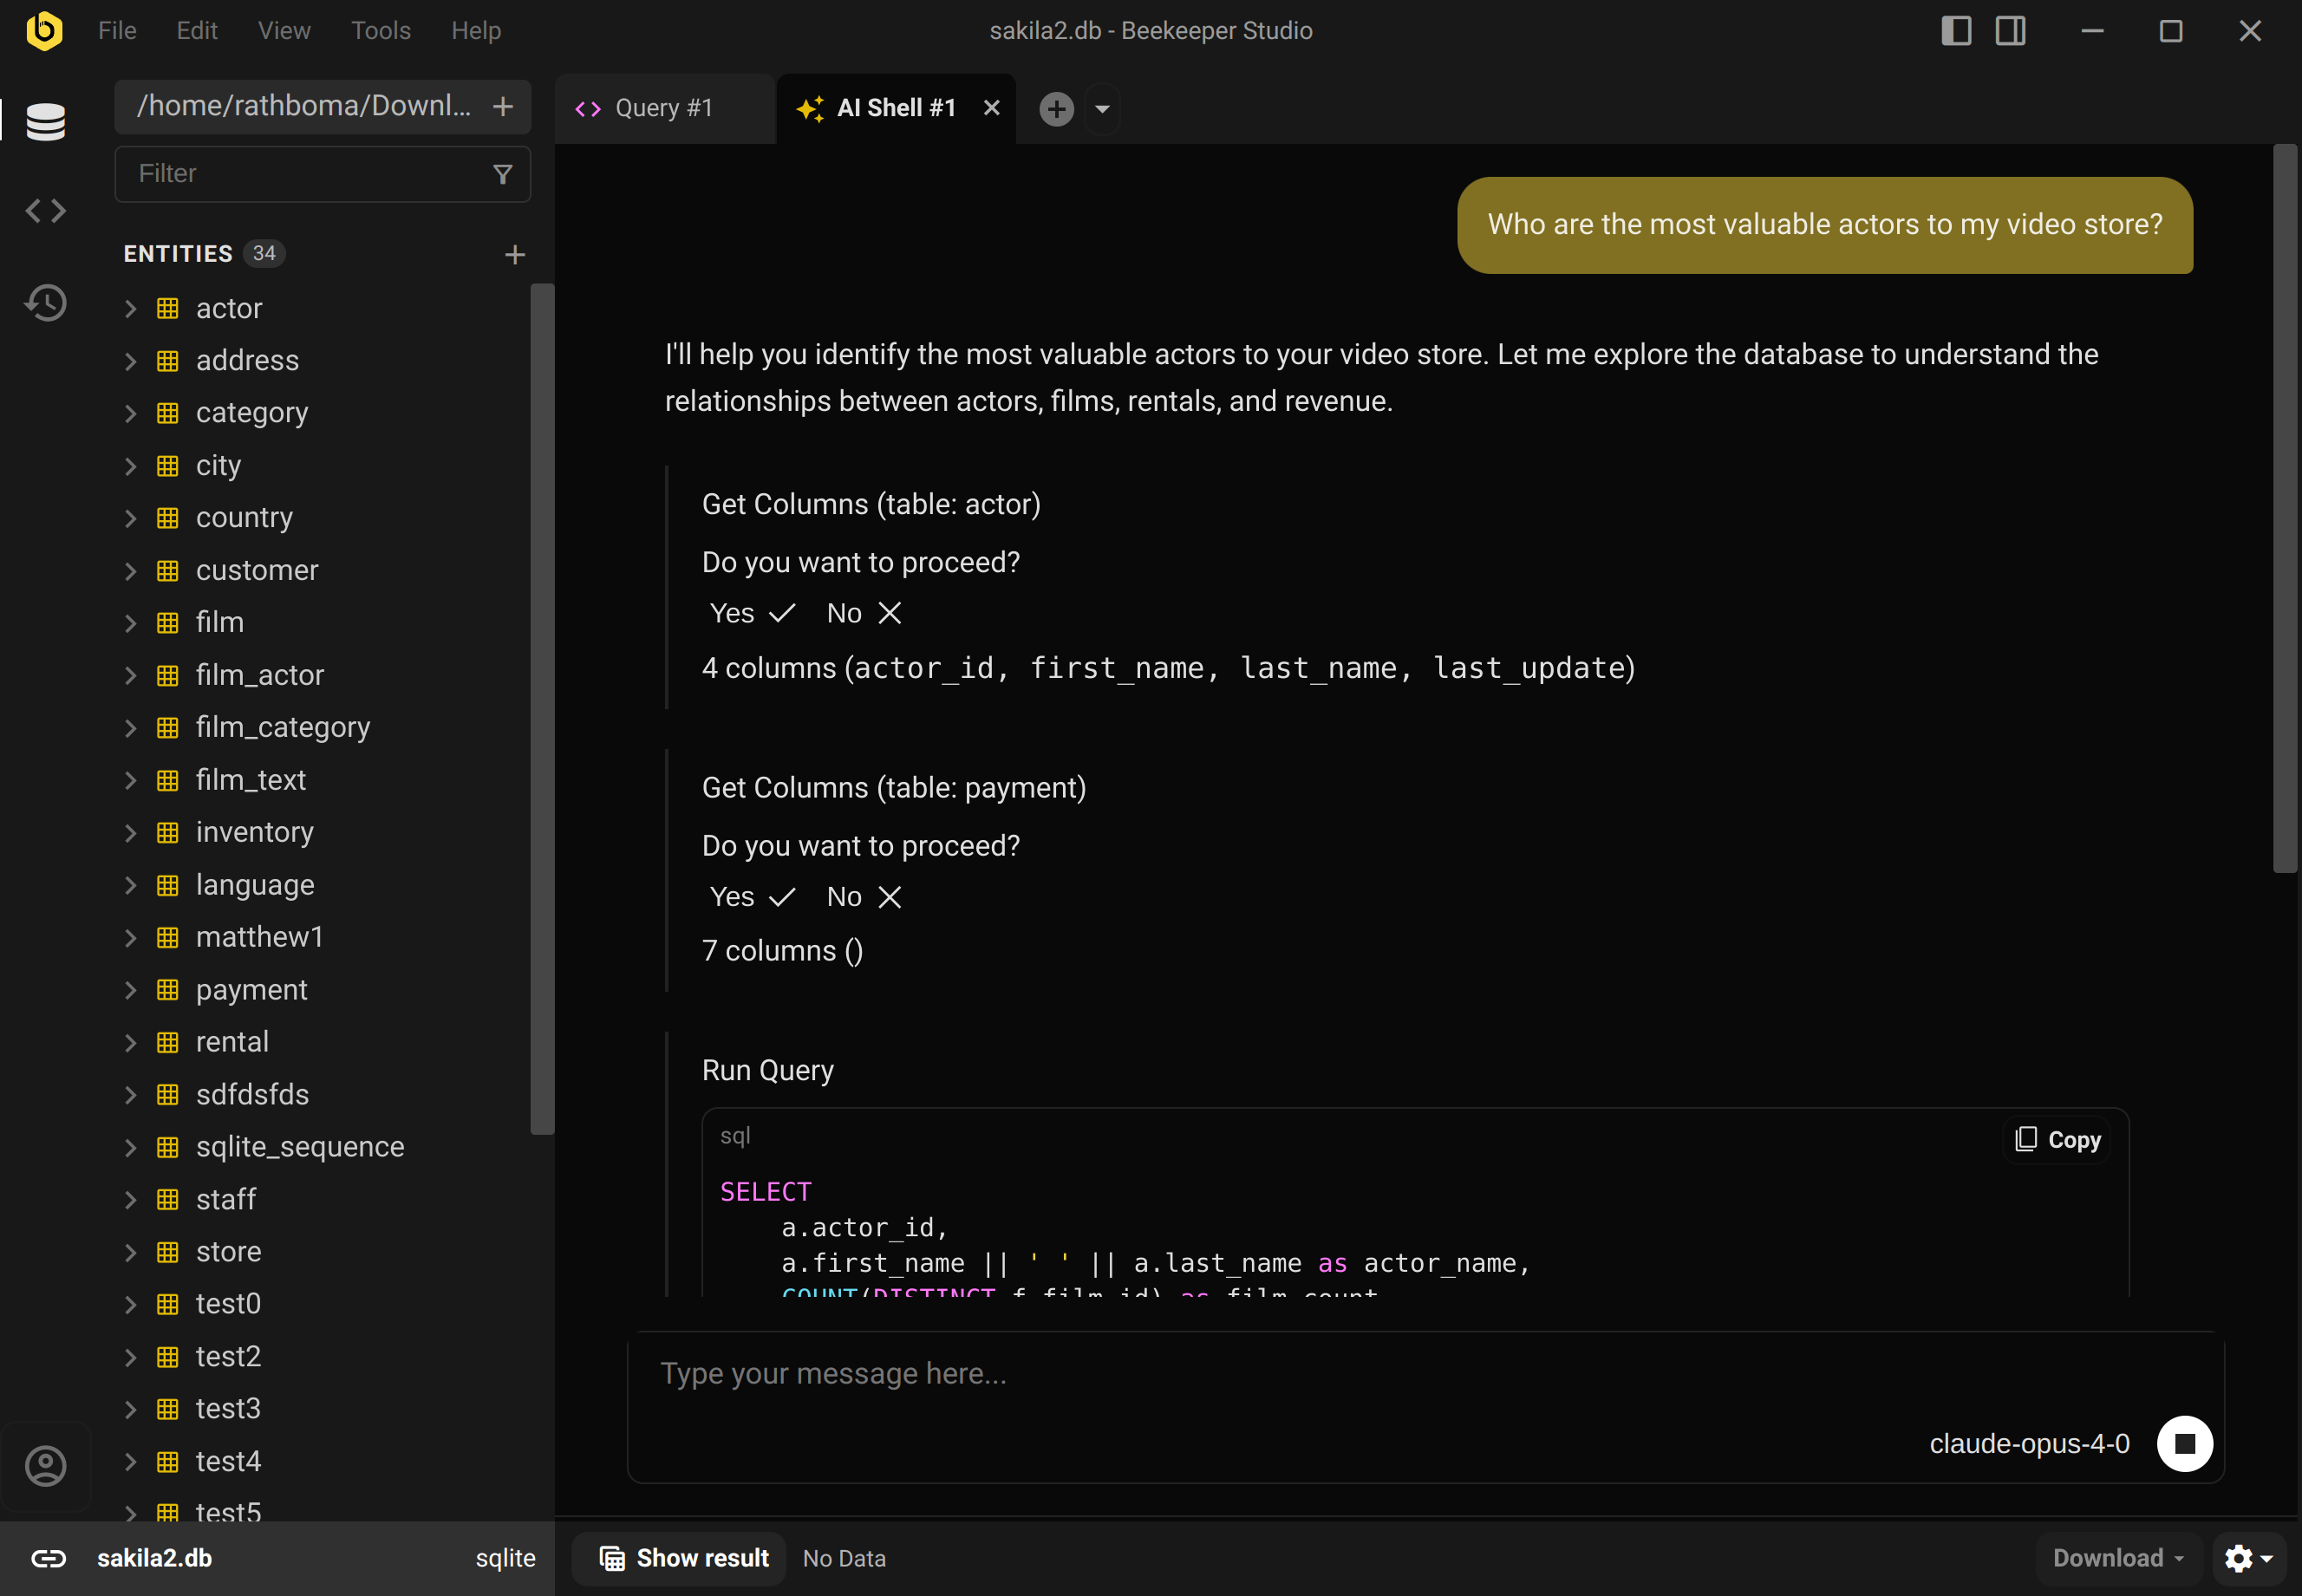 File Edit View Tools Help
sakila2.db - Beekeeper Studio
/home/rathboma/Downl...
Filter
ENTITIES 34
actor
address
category
city
country
customer
film
film_actor
film_category
film_text
inventory
language
matthew1
payment
rental
sdfdsfds
sqlite_sequence
staff
store
test0
test2
test3
test4
test5
sakila2.db sqlite
Query #1
AI Shell #1
Who are the most valuable actors to my video store?
I'll help you identify the most valuable actors to your video store. Let me explore the database to understand the
relationships between actors, films, rentals, and revenue.
Get Columns (table: actor)
Do you want to proceed?
Yes No
4 columns (actor_id, first_name, last_name, last_update)
Get Columns (table: payment)
Do you want to proceed?
Yes No
7 columns ()
Run Query
sql
Copy
SELECT
a.actor_id,
a.first_name || ' ' || a.last_name as actor_name,
COUNT(DISTINCT f.film_id) as film_count
Type your message here...
claude-opus-4-0
Show result
No Data
Download